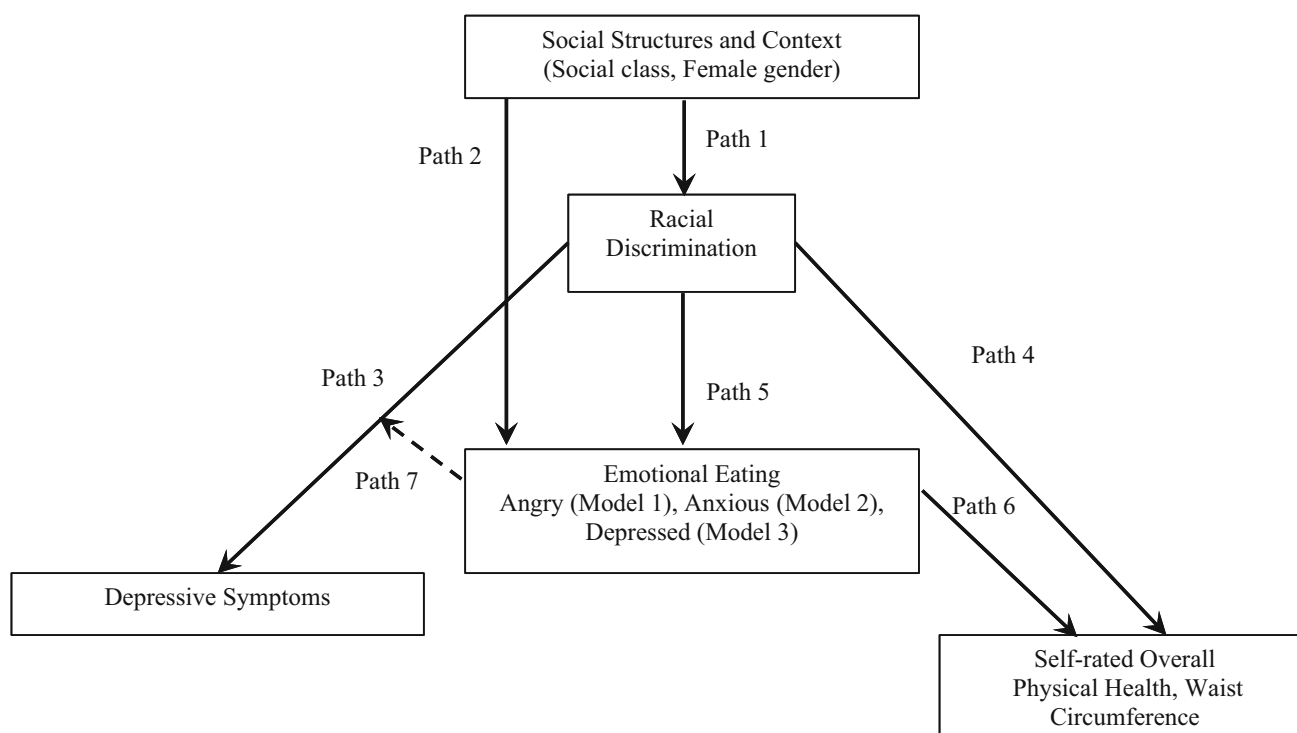 Social Structures and Context
(Social class, Female gender)
Path 1
Path 2
Racial
Discrimination
Path 3
Path 4
Path 5
Path 7
Emotional Eating
Angry (Model 1), Anxious (Model 2),
Depressed (Model 3)
Path 6
Depressive Symptoms
Self-rated Overall
Physical Health, Waist
Circumference